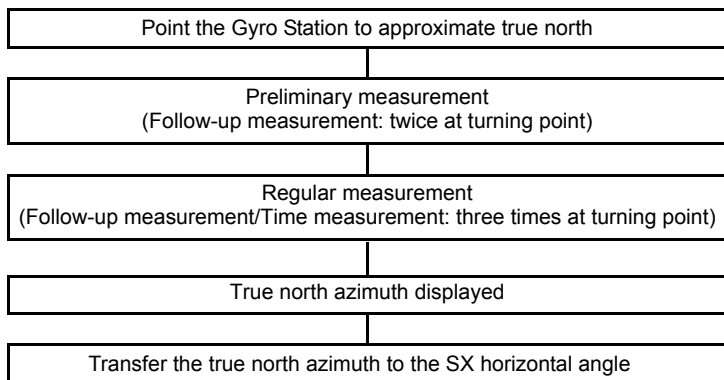 Point the Gyro Station to approximate true north
Preliminary measurement
(Follow-up measurement: twice at turning point)
Regular measurement
(Follow-up measurement/Time measurement: three times at turning point)
True north azimuth displayed
Transfer the true north azimuth to the SX horizontal angle